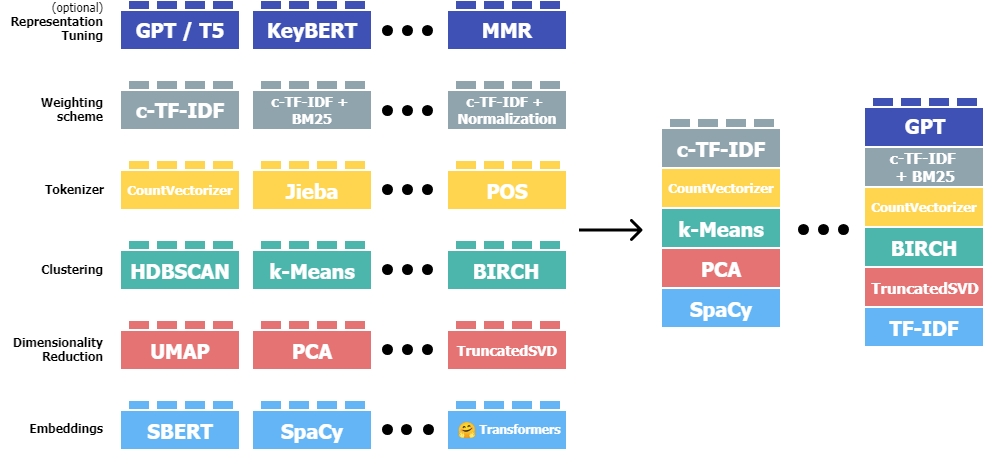 (optional)
Representation
Tuning
GPT / T5
KeyBERT
MMR
Weighting
scheme
c-TF-IDF
c-TF-IDF +
BM25
c-TF-IDF +
Normalization
Tokenizer
CountVectorizer
Jieba
POS
Clustering
HDBSCAN
k-Means
BIRCH
Dimensionality
Reduction
UMAP
PCA
TruncatedSVD
Embeddings
SBERT
SpaCy
🤗 Transformers
c-TF-IDF
CountVectorizer
k-Means
PCA
SpaCy
GPT
c-TF-IDF
+ BM25
CountVectorizer
BIRCH
TruncatedSVD
TF-IDF